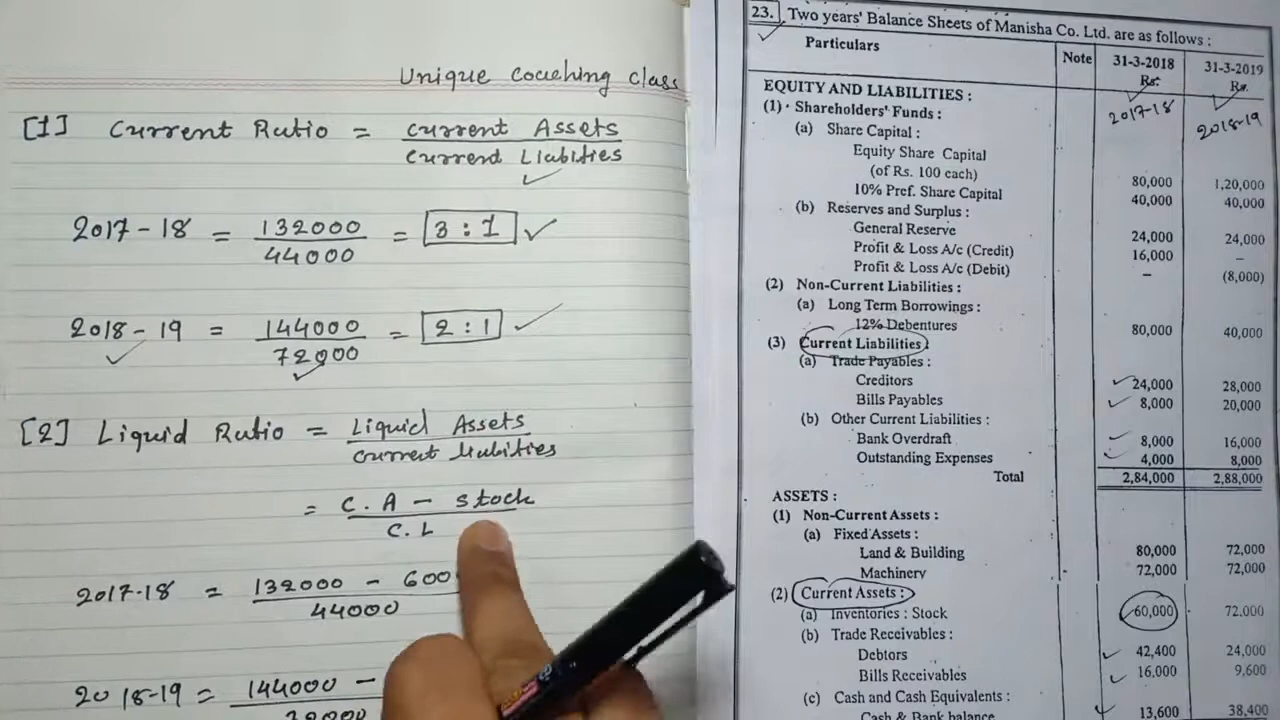 Unique coaching class
[1] Current Ratio = current Assets
Current Liabities
2017-18 = 132000 = 3 : 1
44000
2018-19 = 144000 = 2 : 1
72000
[2] Liquid Ratio = Liquid Assets
current liabities
= C.A - stock
C.L
2017-18 = 132000 - 600
44000
2018-19 = 144000 -
23. Two years' Balance Sheets of Manisha Co. Ltd. are as follows :
Particulars Note 31-3-2018 31-3-2019
Rs. Rs.
2017-18 2018-19
EQUITY AND LIABILITIES :
(1) Shareholders' Funds :
(a) Share Capital :
Equity Share Capital
(of Rs. 100 each) 80,000 1,20,000
10% Pref. Share Capital 40,000 40,000
(b) Reserves and Surplus :
General Reserve 24,000 24,000
Profit & Loss A/c (Credit) 16,000 –
Profit & Loss A/c (Debit) – (8,000)
(2) Non-Current Liabilities :
(a) Long Term Borrowings :
12% Debentures 80,000 40,000
(3) Current Liabilities
(a) Trade Payables :
Creditors 24,000 28,000
Bills Payables 8,000 20,000
(b) Other Current Liabilities :
Bank Overdraft 8,000 16,000
Outstanding Expenses 4,000 8,000
Total 2,84,000 2,88,000
ASSETS :
(1) Non-Current Assets :
(a) Fixed Assets :
Land & Building 80,000 72,000
Machinery 72,000 72,000
(2) Current Assets :
(a) Inventories : Stock 60,000 72.000
(b) Trade Receivables :
Debtors 42,400 24,000
Bills Receivables 16,000 9,600
(c) Cash and Cash Equivalents :
Cash & Bank balance 13,600 38,400